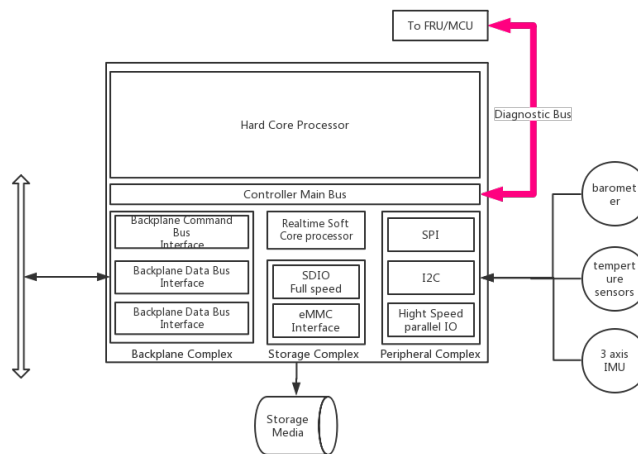 To FRU/MCU
Hard Core Processor
Diagnostic Bus
Controller Main Bus
Backplane Command
Bus
Interface
Realtime Soft
Core processor
SPI
baromet
er
Backplane Data Bus
Interface
SDIO
Full speed
I2C
tempert
ure
sensors
Backplane Data Bus
Interface
eMMC
Interface
Hight Speed
parallel IO
Backplane Complex
Storage Complex
Peripheral Complex
3 axis
IMU
Storage
Media